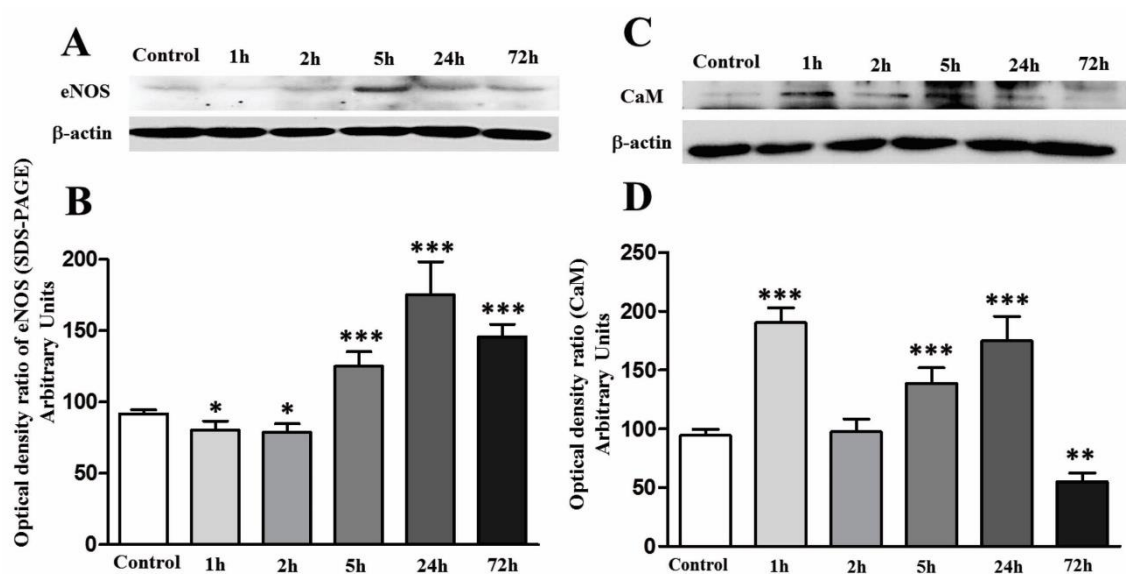 A
Control 1h 2h 5h 24h 72h
eNOS
β-actin
C
Control 1h 2h 5h 24h 72h
CaM
β-actin
B
Optical density ratio of eNOS (SDS-PAGE)
Arbitrary Units
200
150
100
50
0
*
*
***
***
***
Control 1h 2h 5h 24h 72h
D
Optical density ratio (CaM)
Arbitrary Units
250
200
150
100
50
0
***
***
***
**
Control 1h 2h 5h 24h 72h